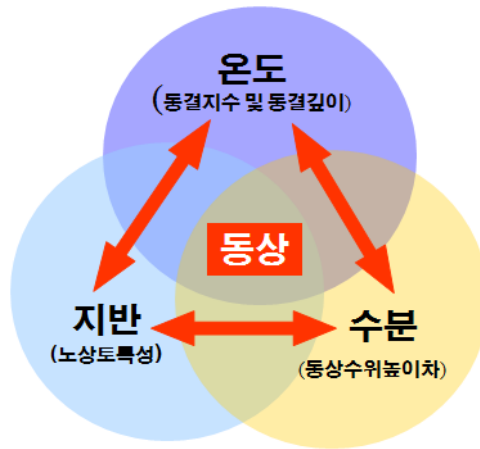 온도
(동결지수 및 동결깊이)
동상
지반
(노상토특성)
수분
(동상수위높이차)